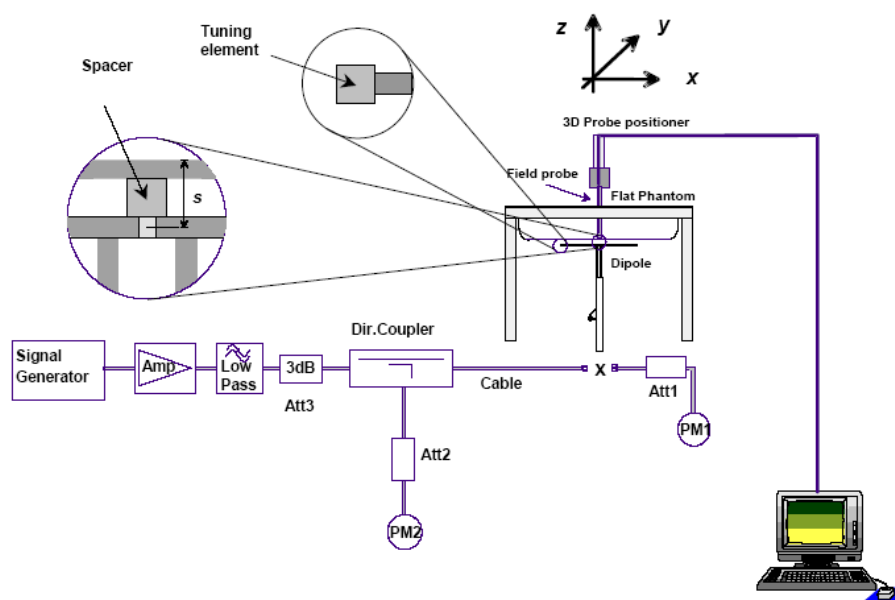 Tuning
element
Spacer
s
z
y
x
3D Probe positioner
Field probe
Flat Phantom
Dipole
Signal
Generator
Amp
Low
Pass
3dB
Att3
Dir.Coupler
Cable
X
Att1
PM1
Att2
PM2